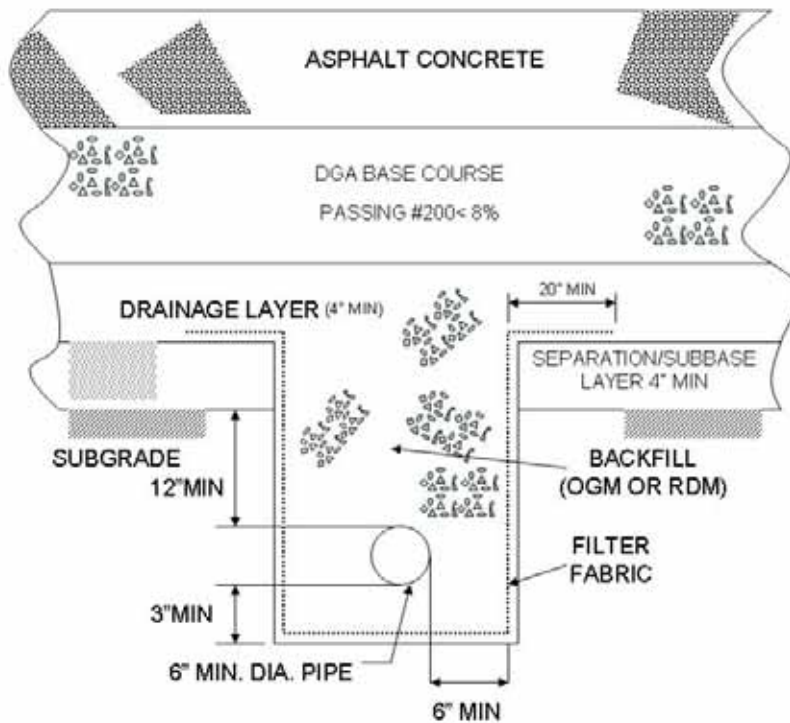 ASPHALT CONCRETE
DGA BASE COURSE
PASSING #200< 8%
DRAINAGE LAYER (4" MIN)
20" MIN
SEPARATION/SUBBASE
LAYER 4" MIN
SUBGRADE
12"MIN
BACKFILL
(OGM OR RDM)
FILTER
FABRIC
3"MIN
6" MIN. DIA. PIPE
6" MIN